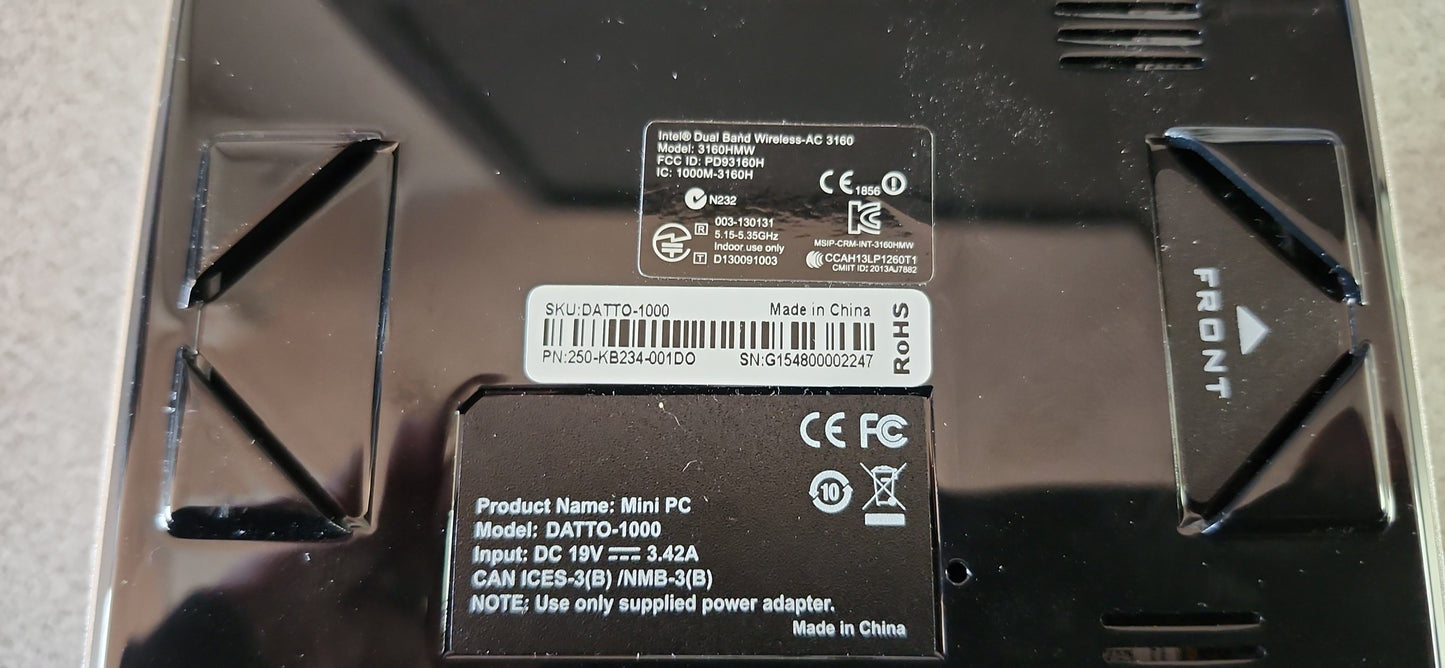 Intel® Dual Band Wireless-AC 3160
Model: 3160HMW
FCC ID: PD93160H
IC: 1000M-3160H
CE 1856
N232
R 003-130131
5.15-5.35GHz
Indoor use only
T D130091003
MSIP-CRM-INT-3160HMW
CCAH13LP1260T1
CMIIT ID: 2013AJ7882
SKU:DATTO-1000 Made in China
PN:250-KB234-001DO SN:G154800002247
RoHS
FRONT
CE FC
10
Product Name: Mini PC
Model: DATTO-1000
Input: DC 19V 3.42A
CAN ICES-3(B) /NMB-3(B)
NOTE: Use only supplied power adapter.
Made in China